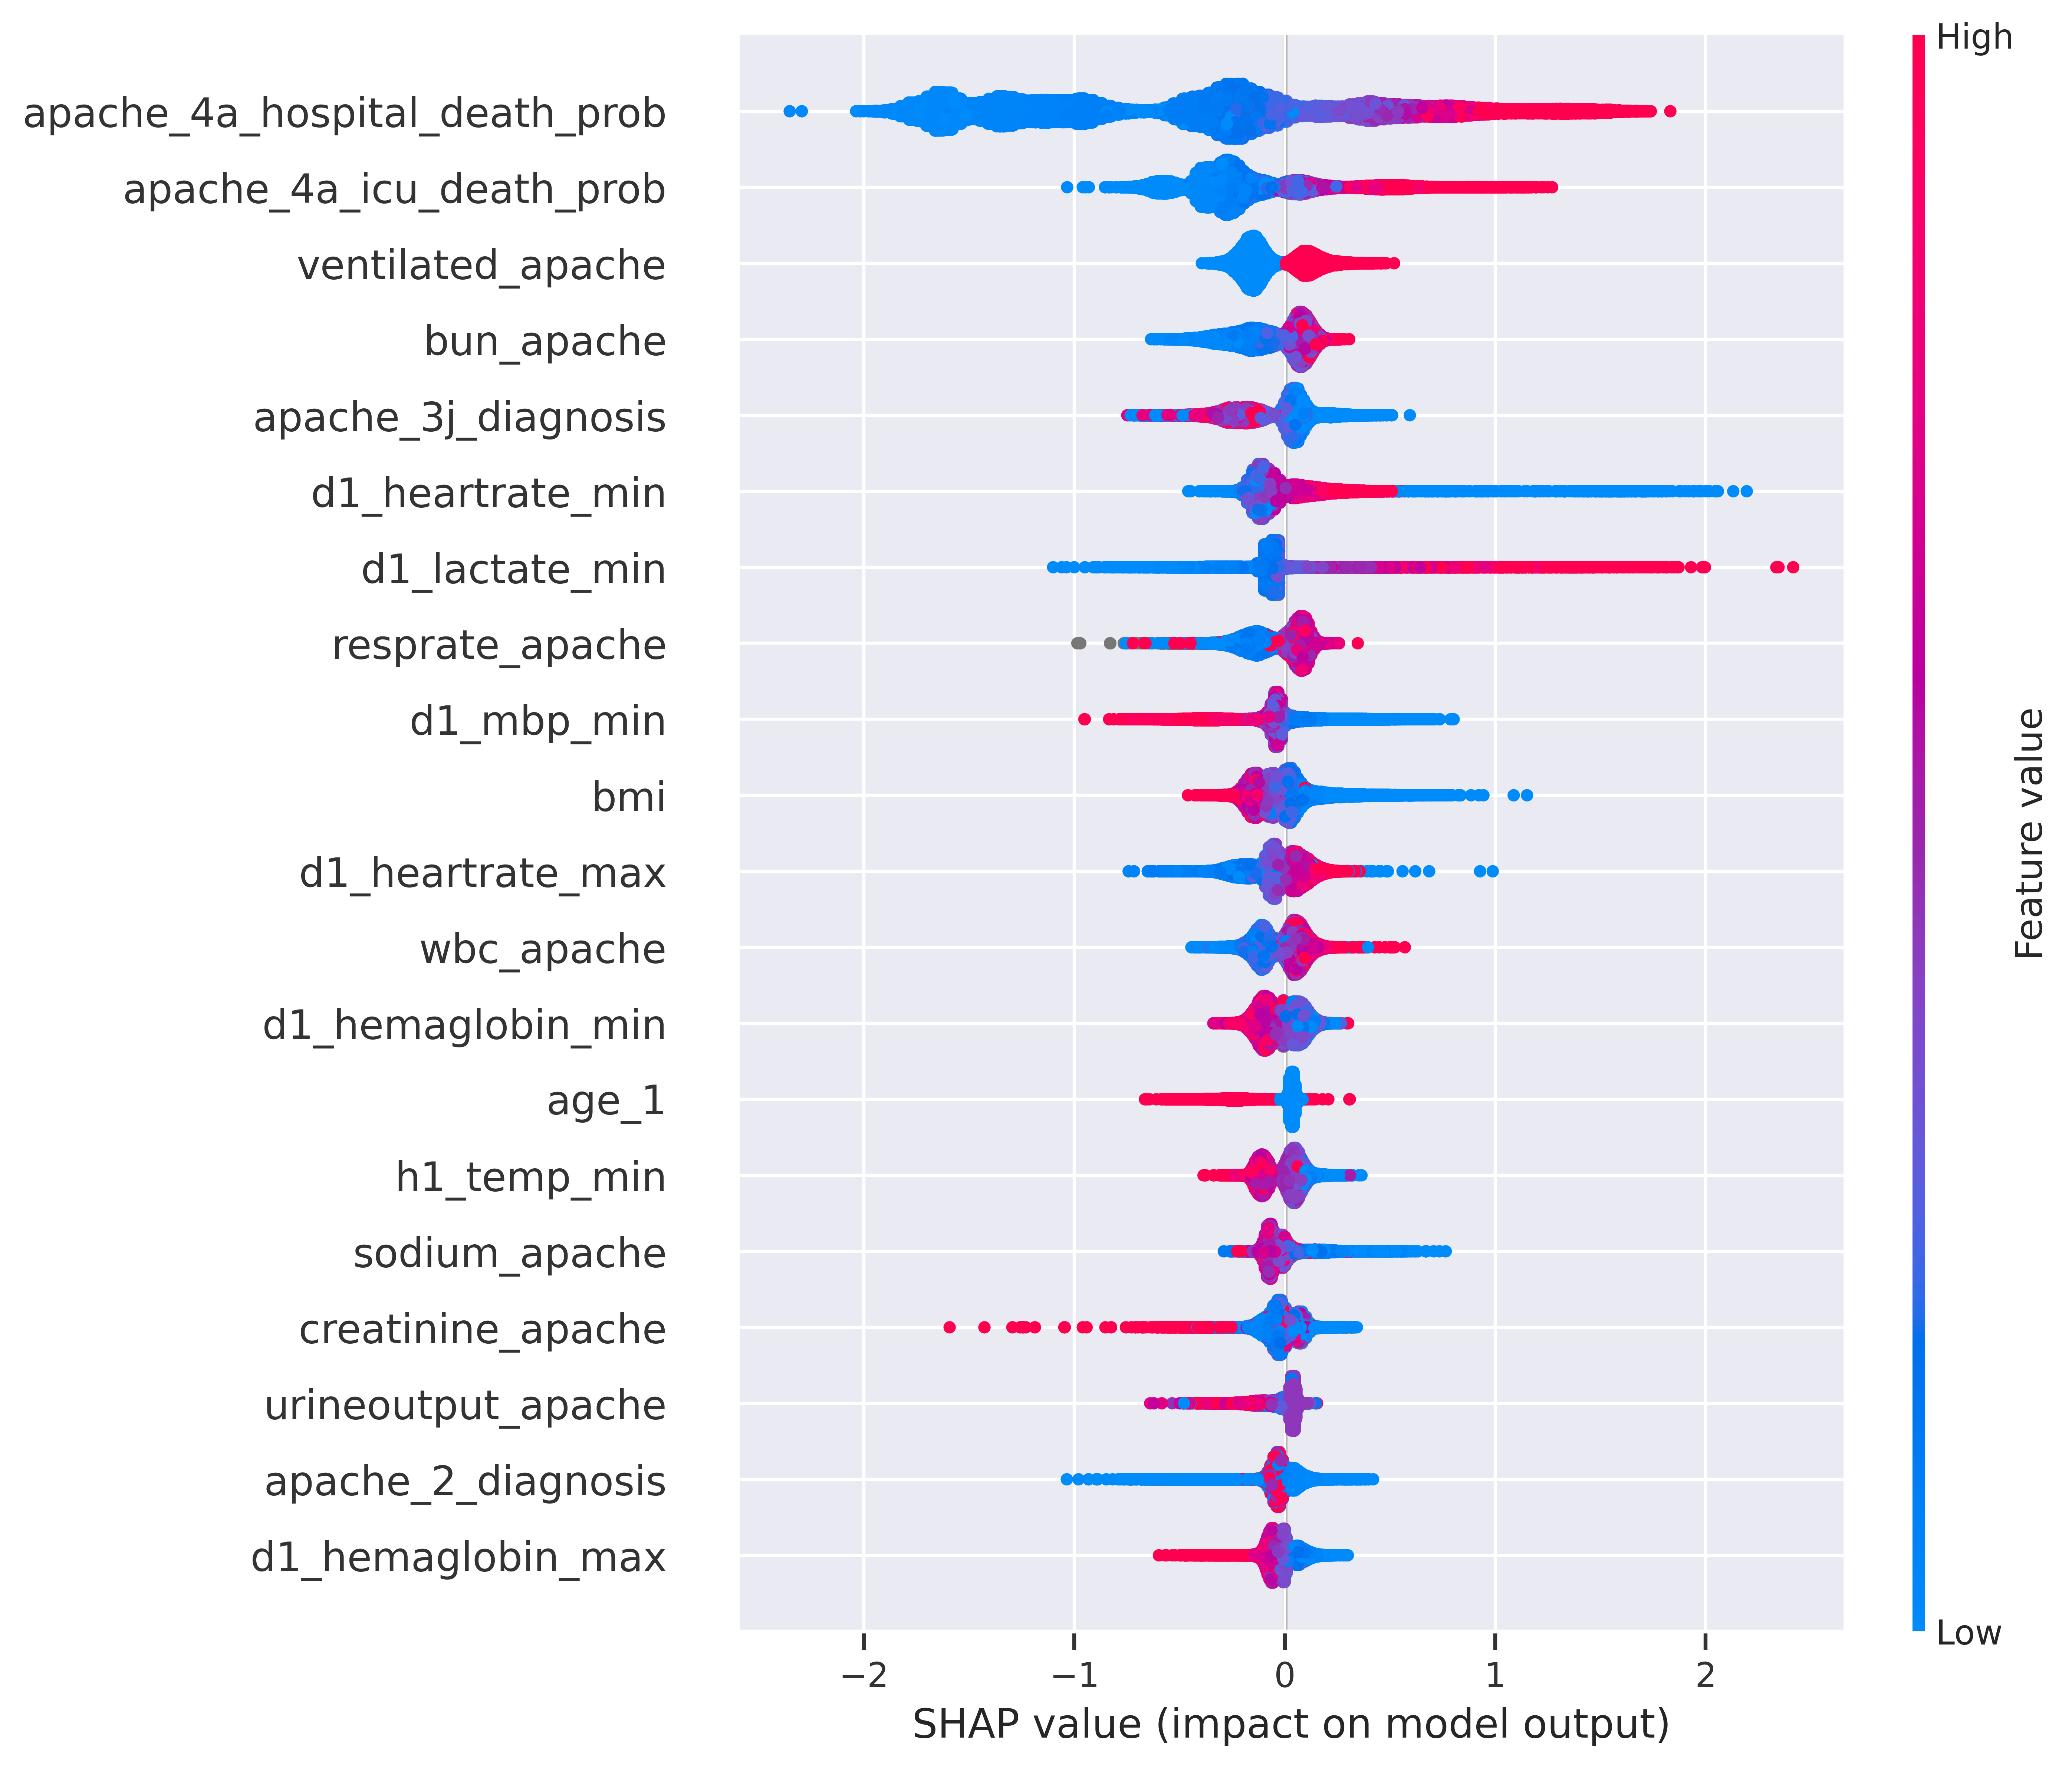 High
apache_4a_hospital_death_prob
apache_4a_icu_death_prob
ventilated_apache
bun_apache
apache_3j_diagnosis
d1_heartrate_min
d1_lactate_min
resprate_apache
d1_mbp_min
bmi
d1_heartrate_max
wbc_apache
d1_hemaglobin_min
age_1
h1_temp_min
sodium_apache
creatinine_apache
urineoutput_apache
apache_2_diagnosis
d1_hemaglobin_max
Feature value
Low
−2 −1 0 1 2
SHAP value (impact on model output)